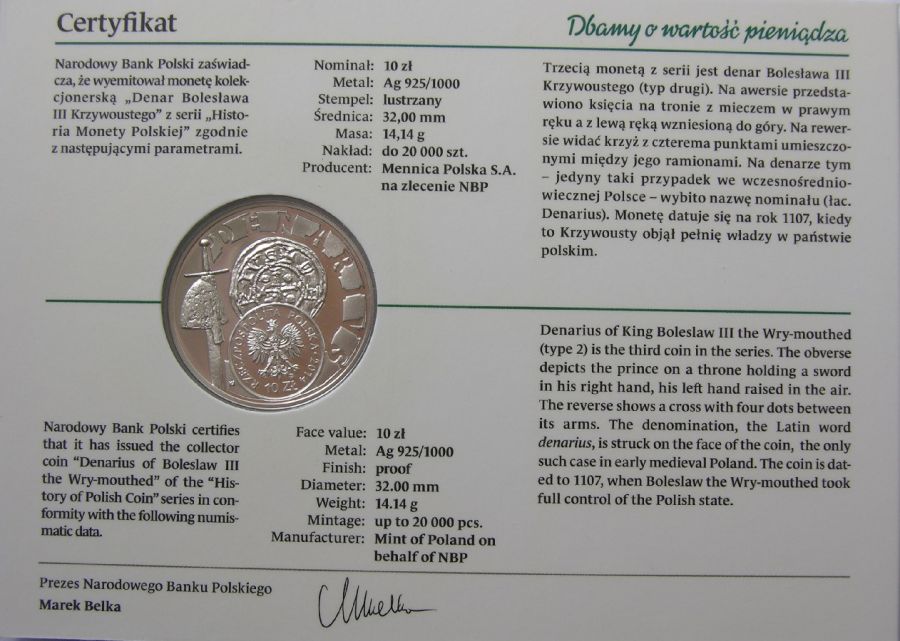 Certyfikat
Dbamy o wartość pieniądza
Narodowy Bank Polski zaświad-
cza, że wyemitował monetę kolek-
cjonerską „Denar Bolesława
III Krzywoustego” z serii „Histo-
ria Monety Polskiej” zgodnie
z następującymi parametrami.
Nominał: 10 zł
Metal: Ag 925/1000
Stempel: lustrzany
Średnica: 32,00 mm
Masa: 14,14 g
Nakład: do 20 000 szt.
Producent: Mennica Polska S.A.
na zlecenie NBP
Trzecią monetą z serii jest denar Bolesława III
Krzywoustego (typ drugi). Na awersie przedsta-
wiono księcia na tronie z mieczem w prawym
ręku a z lewą ręką wzniesioną do góry. Na rewer-
sie widać krzyż z czterema punktami umieszczo-
nymi między jego ramionami. Na denarze tym
– jedyny taki przypadek we wczesnośrednio-
wiecznej Polsce – wybito nazwę nominału (łac.
Denarius). Monetę datuje się na rok 1107, kiedy
to Krzywousty objął pełnię władzy w państwie
polskim.
DENARIUS
RZECZPOSPOLITA POLSKA · 2014
10 ZŁ
Denarius of King Boleslaw III the Wry-mouthed
(type 2) is the third coin in the series. The obverse
depicts the prince on a throne holding a sword
in his right hand, his left hand raised in the air.
The reverse shows a cross with four dots between
its arms. The denomination, the Latin word
denarius, is struck on the face of the coin, the only
such case in early medieval Poland. The coin is dat-
ed to 1107, when Boleslaw the Wry-mouthed took
full control of the Polish state.
Narodowy Bank Polski certifies
that it has issued the collector
coin “Denarius of Boleslaw III
the Wry-mouthed” of the “His-
tory of Polish Coin” series in con-
formity with the following numis-
matic data.
Face value: 10 zł
Metal: Ag 925/1000
Finish: proof
Diameter: 32.00 mm
Weight: 14.14 g
Mintage: up to 20 000 pcs.
Manufacturer: Mint of Poland on
behalf of NBP
Prezes Narodowego Banku Polskiego
Marek Belka